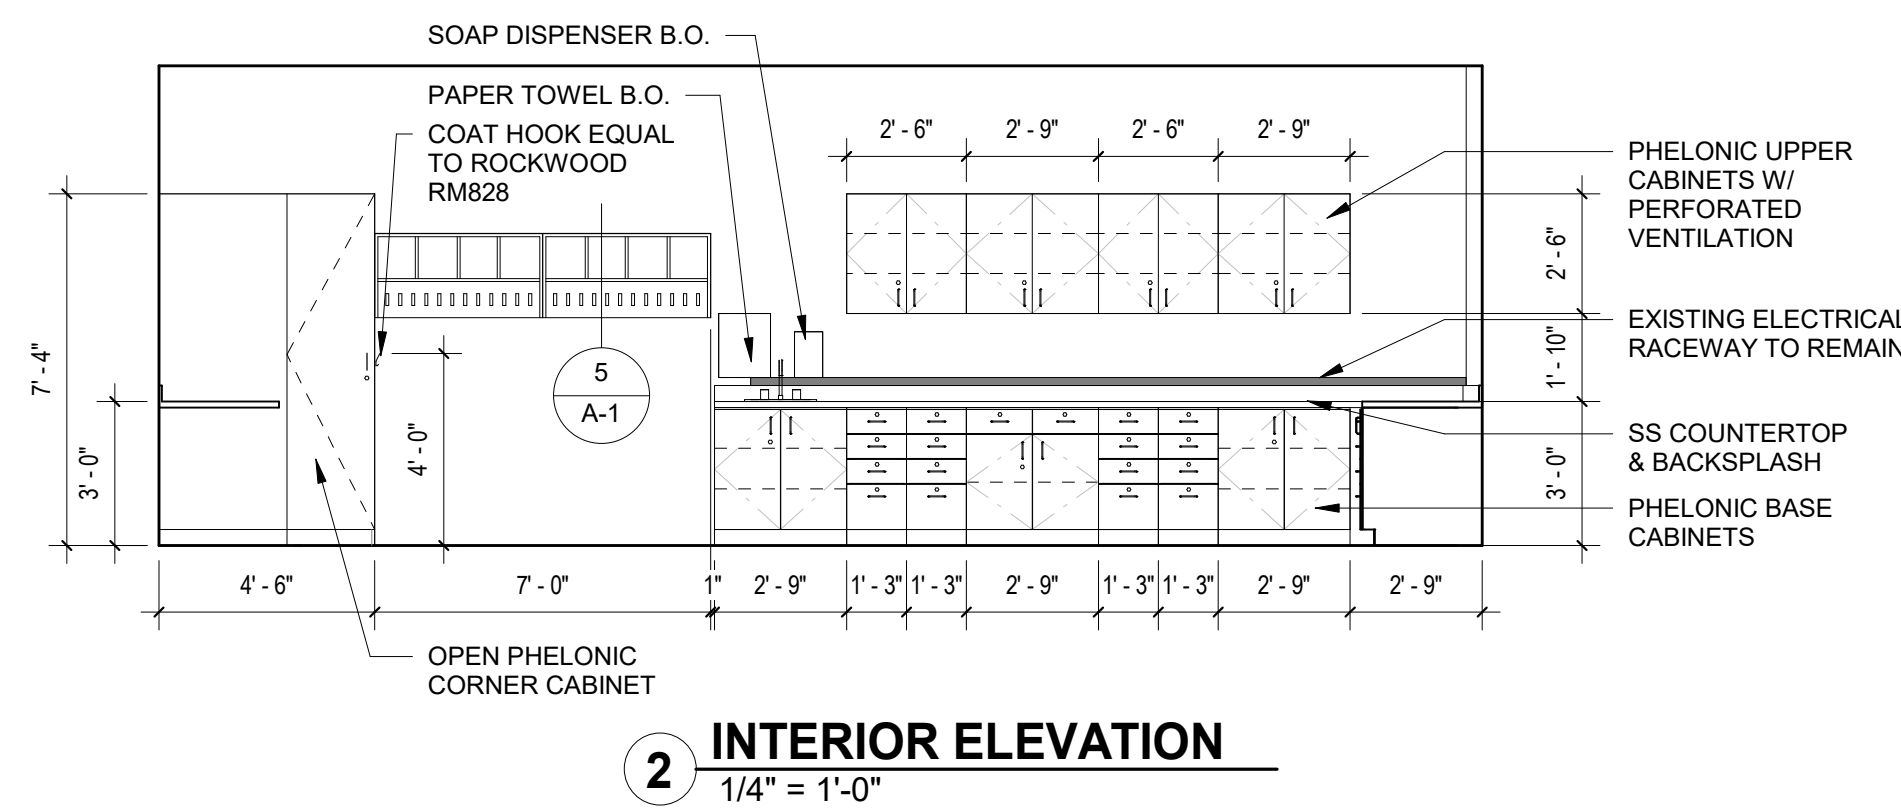 SOAP DISPENSER B.O.
PAPER TOWEL B.O.
COAT HOOK EQUAL
TO ROCKWOOD
RM828
2' - 6" 2' - 9" 2' - 6" 2' - 9"
PHELONIC UPPER
CABINETS W/
PERFORATED
VENTILATION
2' - 6"
EXISTING ELECTRICAL
RACEWAY TO REMAIN
1' - 10"
7' - 4"
3' - 0"
4' - 0"
5
A-1
SS COUNTERTOP
& BACKSPLASH
3' - 0"
PHELONIC BASE
CABINETS
4' - 6" 7' - 0" 1" 2' - 9" 1' - 3" 1' - 3" 2' - 9" 1' - 3" 1' - 3" 2' - 9" 2' - 9"
OPEN PHELONIC
CORNER CABINET
2 INTERIOR ELEVATION
1/4" = 1'-0"